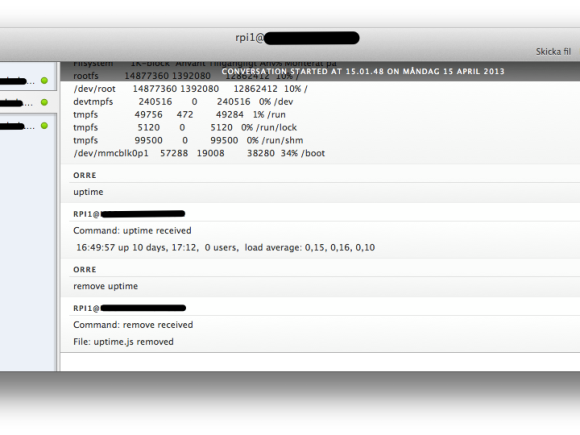 rpi1@
Skicka fil
Filsystem 1K-block Använt Tillgängligt Anv% Monterat på
rootfs 14877360 1392080 12862412 10% /
CONVERSATION STARTED AT 15.01.48 ON MÅNDAG 15 APRIL 2013
/dev/root 14877360 1392080 12862412 10% /
devtmpfs 240516 0 240516 0% /dev
tmpfs 49756 472 49284 1% /run
tmpfs 5120 0 5120 0% /run/lock
tmpfs 99500 0 99500 0% /run/shm
/dev/mmcblk0p1 57288 19008 38280 34% /boot
ORRE
uptime
RPI1@
Command: uptime received
16:49:57 up 10 days, 17:12, 0 users, load average: 0,15, 0,16, 0,10
ORRE
remove uptime
RPI1@
Command: remove received
File: uptime.js removed